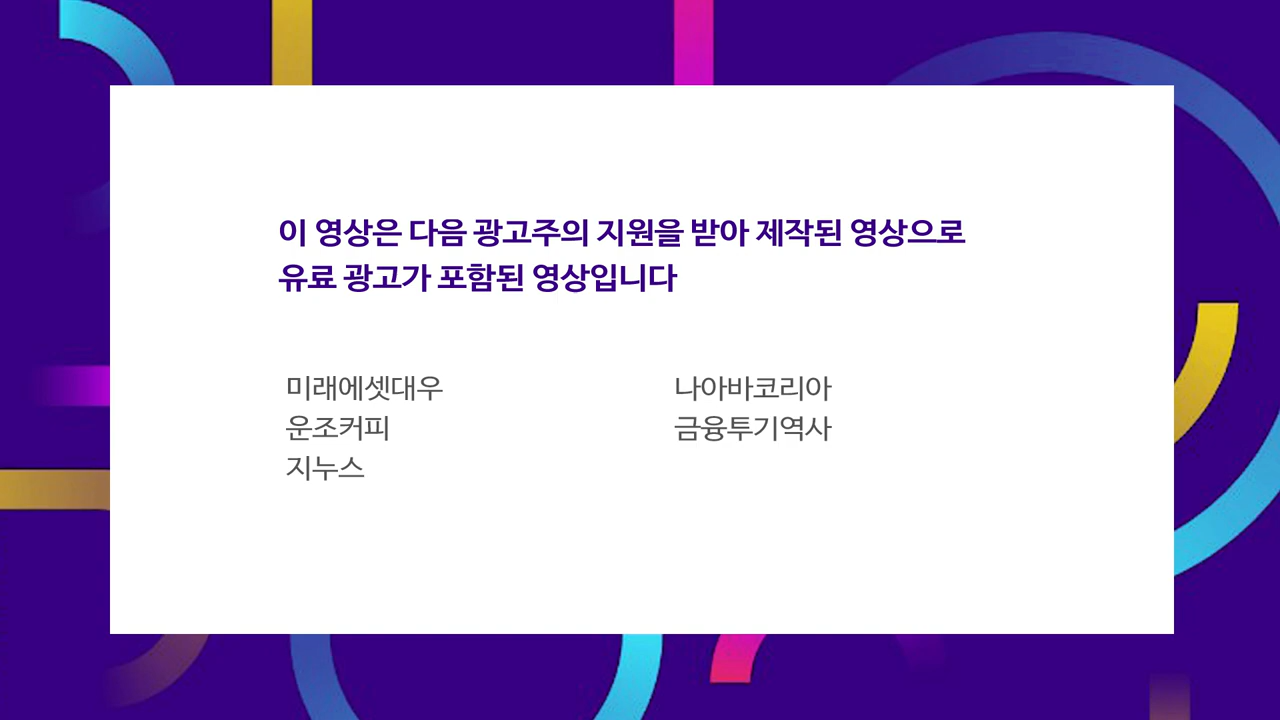 이 영상은 다음 광고주의 지원을 받아 제작된 영상으로
유료 광고가 포함된 영상입니다
미래에셋대우
운조커피
지누스
나아바코리아
금융투기역사